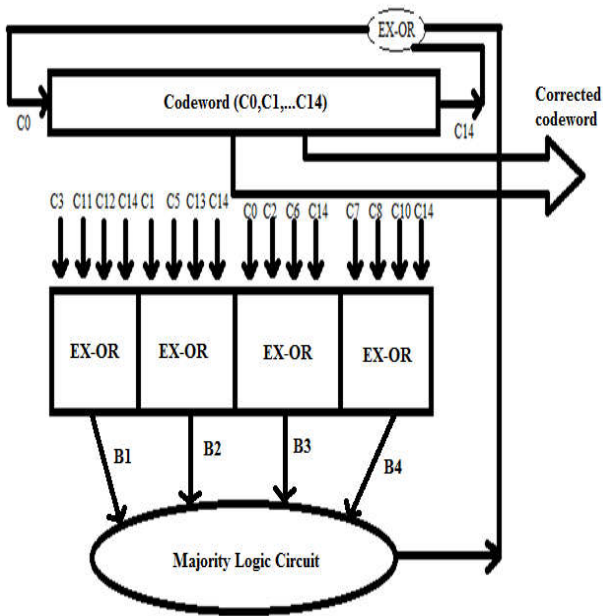 EX-OR
Codeword (C0,C1,...C14)
C0
C14
Corrected
codeword
C3 C11 C12 C14 C1 C5 C13 C14 C0 C2 C6 C14 C7 C8 C10 C14
EX-OR EX-OR EX-OR EX-OR
B1 B2 B3 B4
Majority Logic Circuit